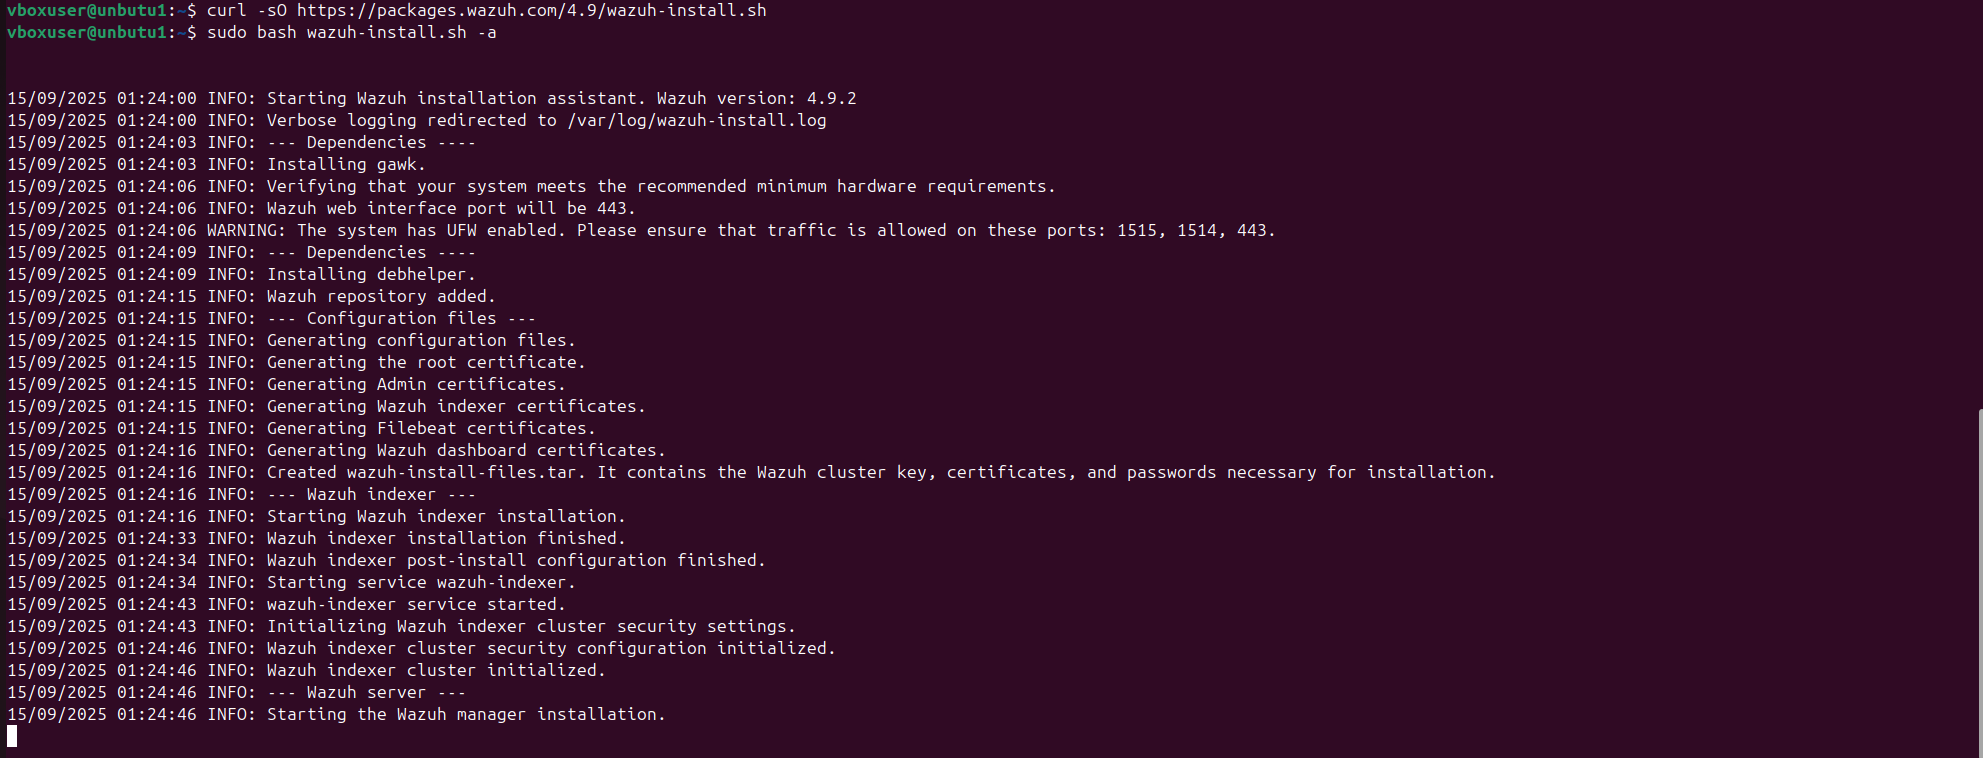 vboxuser@unbutu1:~$ curl -sO https://packages.wazuh.com/4.9/wazuh-install.sh
vboxuser@unbutu1:~$ sudo bash wazuh-install.sh -a
15/09/2025 01:24:00 INFO: Starting Wazuh installation assistant. Wazuh version: 4.9.2
15/09/2025 01:24:00 INFO: Verbose logging redirected to /var/log/wazuh-install.log
15/09/2025 01:24:03 INFO: --- Dependencies ----
15/09/2025 01:24:03 INFO: Installing gawk.
15/09/2025 01:24:06 INFO: Verifying that your system meets the recommended minimum hardware requirements.
15/09/2025 01:24:06 INFO: Wazuh web interface port will be 443.
15/09/2025 01:24:06 WARNING: The system has UFW enabled. Please ensure that traffic is allowed on these ports: 1515, 1514, 443.
15/09/2025 01:24:09 INFO: --- Dependencies ----
15/09/2025 01:24:09 INFO: Installing debhelper.
15/09/2025 01:24:15 INFO: Wazuh repository added.
15/09/2025 01:24:15 INFO: --- Configuration files ---
15/09/2025 01:24:15 INFO: Generating configuration files.
15/09/2025 01:24:15 INFO: Generating the root certificate.
15/09/2025 01:24:15 INFO: Generating Admin certificates.
15/09/2025 01:24:15 INFO: Generating Wazuh indexer certificates.
15/09/2025 01:24:15 INFO: Generating Filebeat certificates.
15/09/2025 01:24:16 INFO: Generating Wazuh dashboard certificates.
15/09/2025 01:24:16 INFO: Created wazuh-install-files.tar. It contains the Wazuh cluster key, certificates, and passwords necessary for installation.
15/09/2025 01:24:16 INFO: --- Wazuh indexer ---
15/09/2025 01:24:16 INFO: Starting Wazuh indexer installation.
15/09/2025 01:24:33 INFO: Wazuh indexer installation finished.
15/09/2025 01:24:34 INFO: Wazuh indexer post-install configuration finished.
15/09/2025 01:24:34 INFO: Starting service wazuh-indexer.
15/09/2025 01:24:43 INFO: wazuh-indexer service started.
15/09/2025 01:24:43 INFO: Initializing Wazuh indexer cluster security settings.
15/09/2025 01:24:46 INFO: Wazuh indexer cluster security configuration initialized.
15/09/2025 01:24:46 INFO: Wazuh indexer cluster initialized.
15/09/2025 01:24:46 INFO: --- Wazuh server ---
15/09/2025 01:24:46 INFO: Starting the Wazuh manager installation.